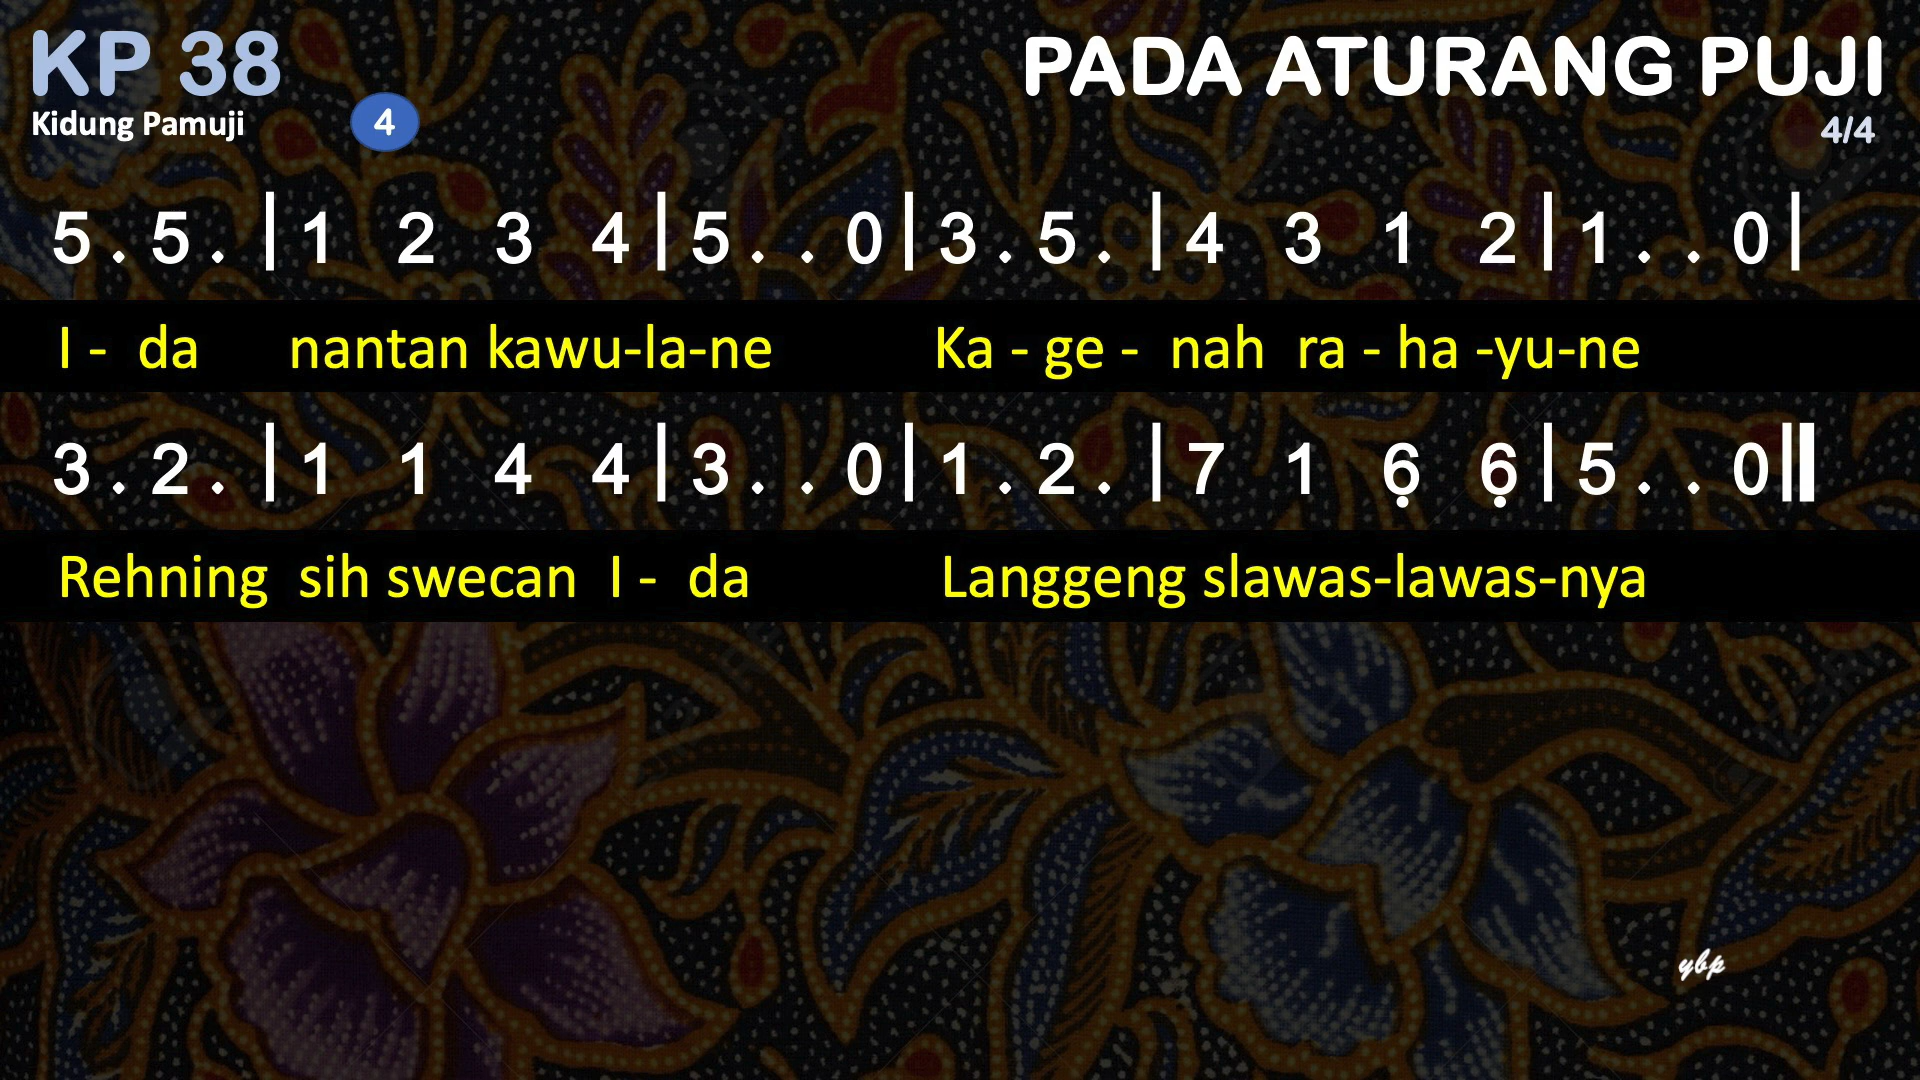 KP 38
PADA ATURANG PUJI
Kidung Pamuji
4
4/4
5 . 5 . | 1 2 3 4 | 5 . . 0 | 3 . 5 . | 4 3 1 2 | 1 . . 0 |
I - da nantan kawu-la-ne Ka - ge - nah ra - ha -yu-ne
3 . 2 . | 1 1 4 4 | 3 . . 0 | 1 . 2 . | 7 1 6̣ 6̣ | 5 . . 0 ||
Rehning sih swecan I - da Langgeng slawas-lawas-nya
ybp